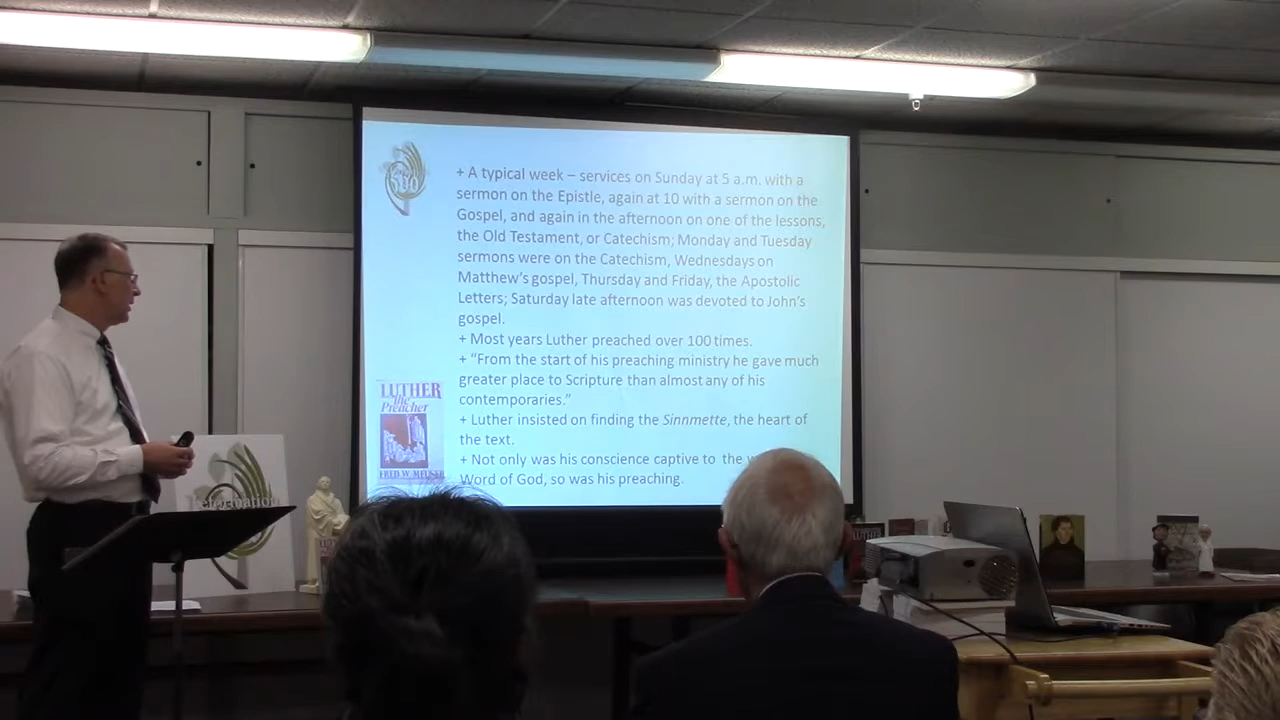 500
+ A typical week – services on Sunday at 5 a.m. with a
sermon on the Epistle, again at 10 with a sermon on the
Gospel, and again in the afternoon on one of the lessons,
the Old Testament, or Catechism; Monday and Tuesday
sermons were on the Catechism, Wednesdays on
Matthew's gospel, Thursday and Friday, the Apostolic
Letters; Saturday late afternoon was devoted to John's
gospel.
+ Most years Luther preached over 100 times.
+ "From the start of his preaching ministry he gave much
greater place to Scripture than almost any of his
contemporaries."
+ Luther insisted on finding the Sinnmette, the heart of
the text.
+ Not only was his conscience captive to the
Word of God, so was his preaching.
LUTHER
the
Preacher
FRED W. MEUSER
Reformation
LUTHER